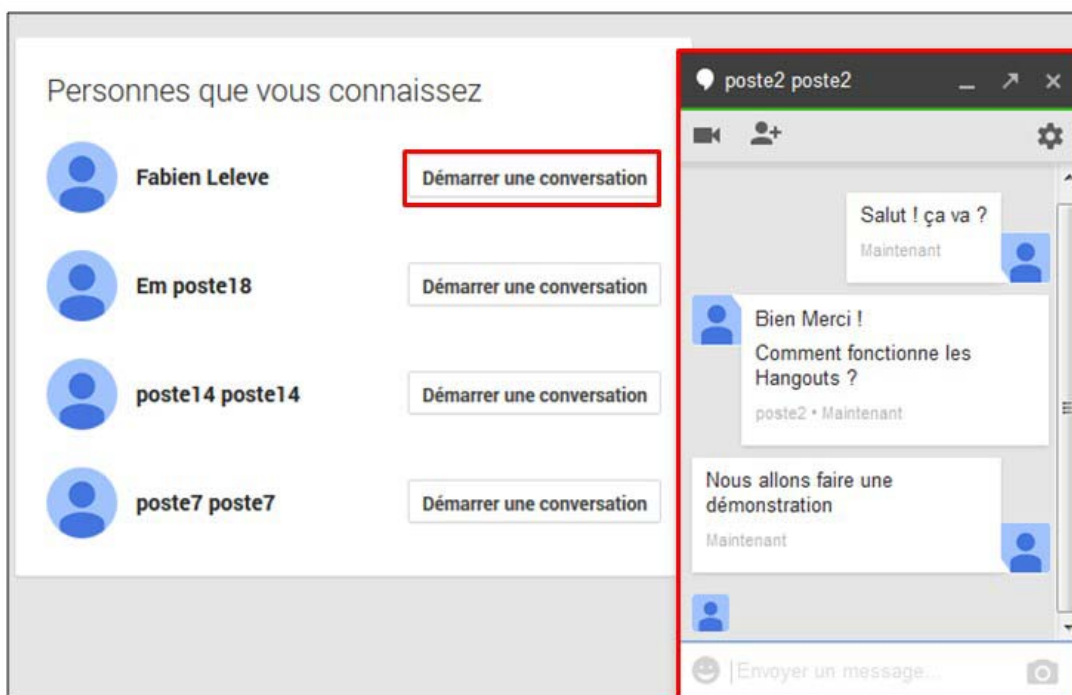 Personnes que vous connaissez
Fabien Leleve
Démarrer une conversation
Em poste18
Démarrer une conversation
poste14 poste14
Démarrer une conversation
poste7 poste7
Démarrer une conversation
poste2 poste2
Salut ! ça va ?
Maintenant
Bien Merci !
Comment fonctionne les
Hangouts ?
poste2 • Maintenant
Nous allons faire une
démonstration
Maintenant
Envoyer un message...